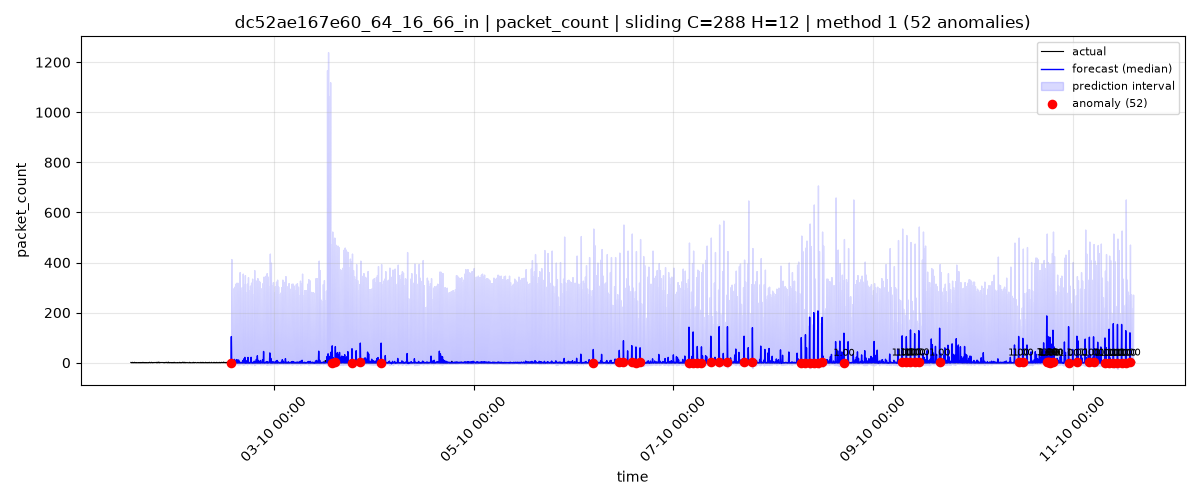 dc52ae167e60_64_16_66_in | packet_count | sliding C=288 H=12 | method 1 (52 anomalies)
actual
forecast (median)
prediction interval
anomaly (52)
packet_count
1200
1000
800
600
400
200
0
03-10 00:00
05-10 00:00
07-10 00:00
09-10 00:00
11-10 00:00
time